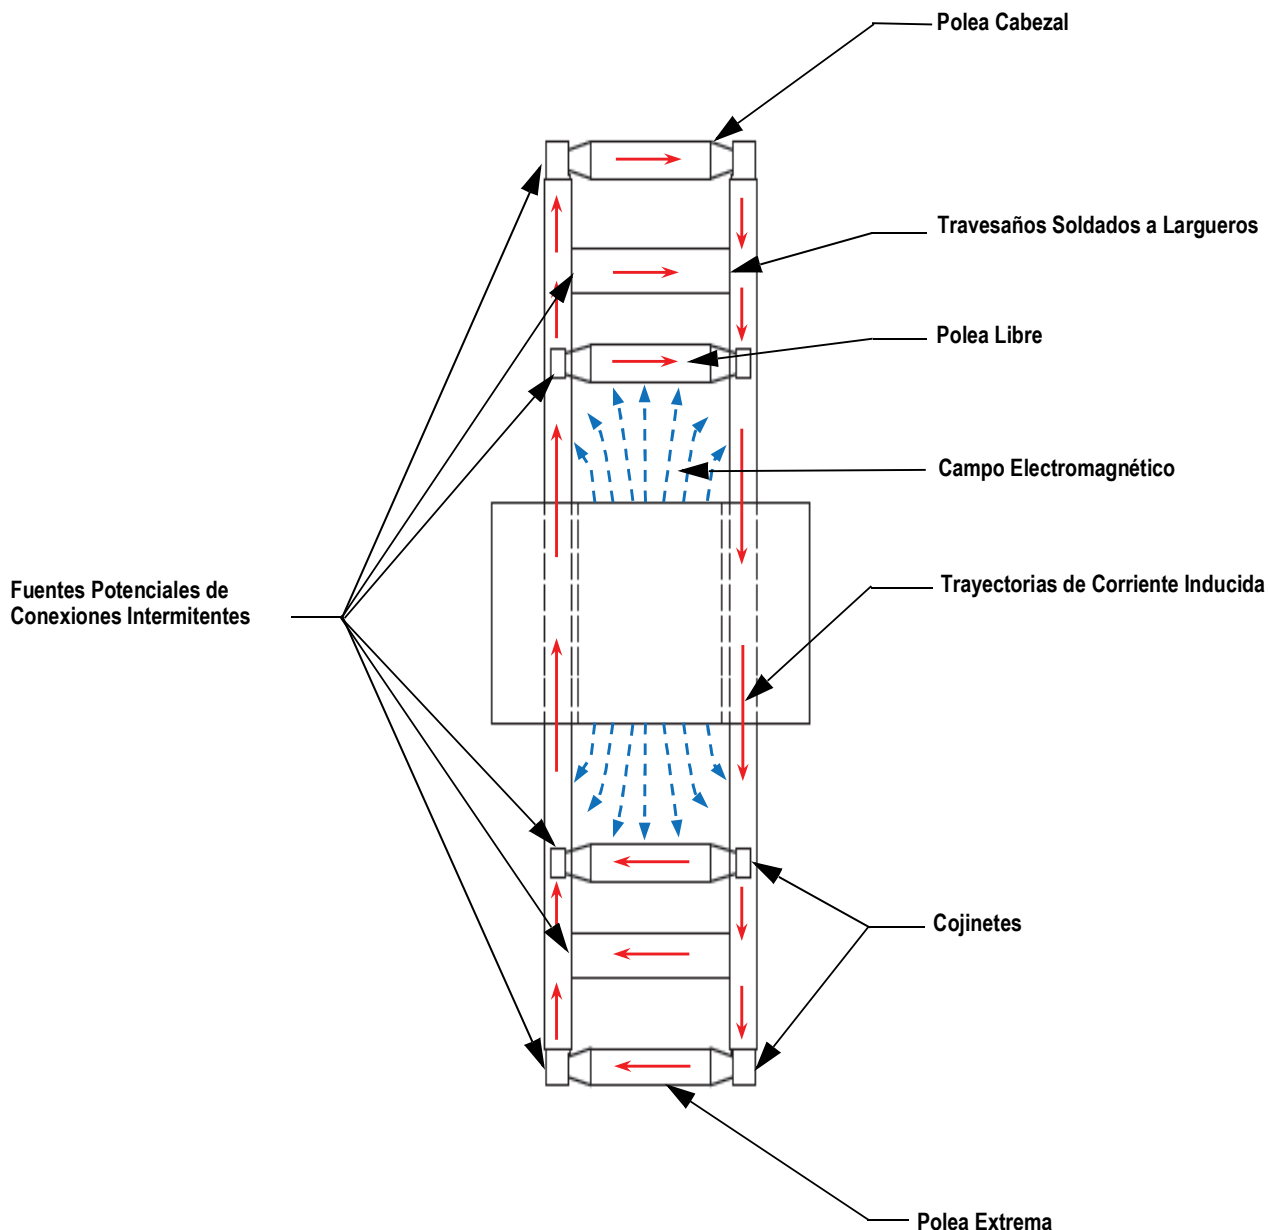 Polea Cabezal
Travesaños Soldados a Largueros
Polea Libre
Campo Electromagnético
Fuentes Potenciales de
Conexiones Intermitentes
Trayectorias de Corriente Inducida
Cojinetes
Polea Extrema